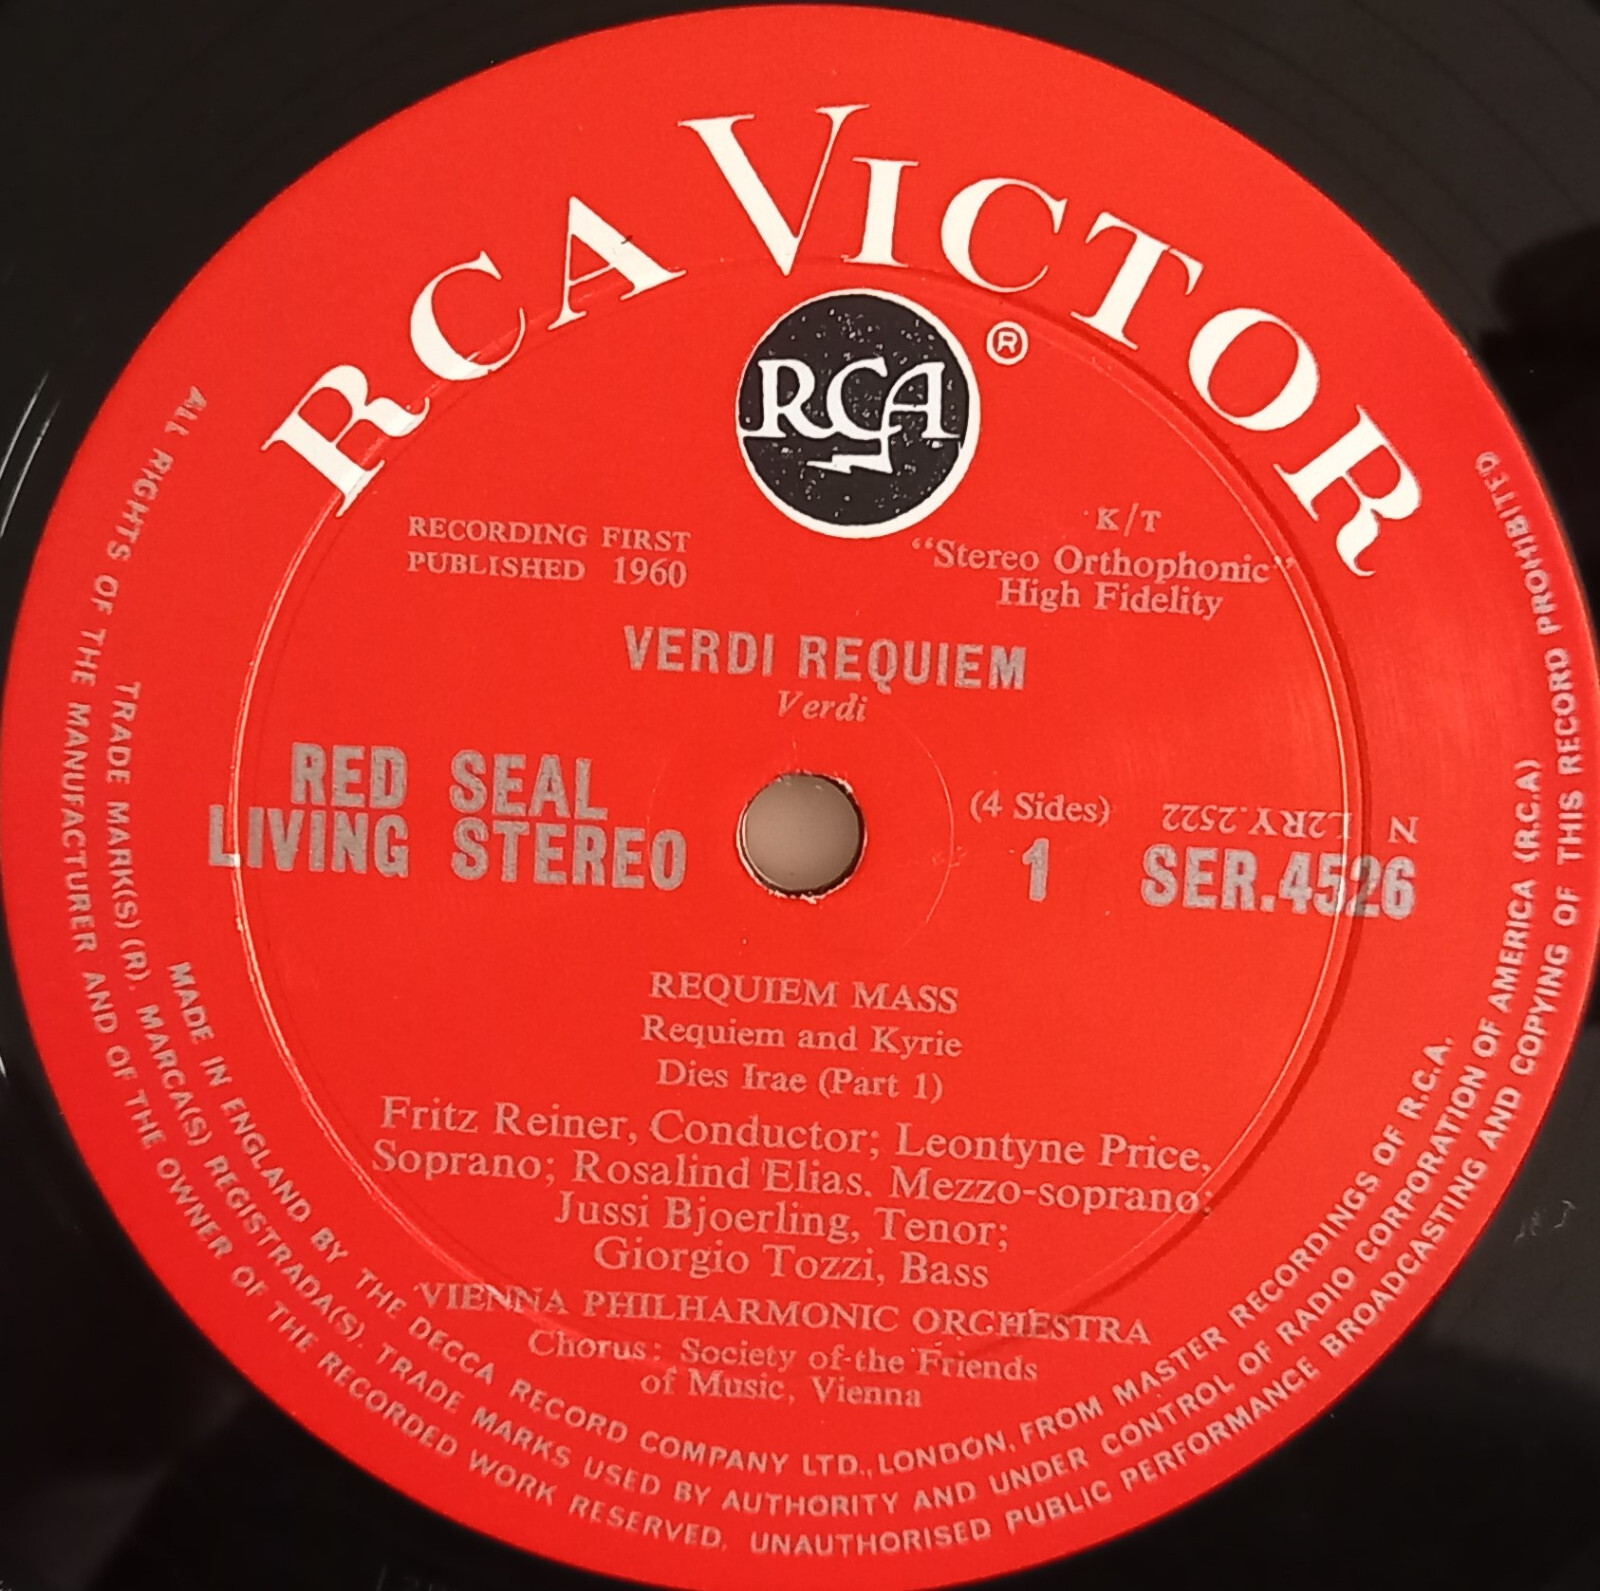 RCA VICTOR
RCA
®
RECORDING FIRST
PUBLISHED 1960
K/T
“Stereo Orthophonic”
High Fidelity
VERDI REQUIEM
Verdi
RED SEAL
LIVING STEREO
(4 Sides)
1
N L2RY.2522
SER.4526
REQUIEM MASS
Requiem and Kyrie
Dies Irae (Part 1)
Fritz Reiner, Conductor; Leontyne Price,
Soprano; Rosalind Elias. Mezzo-soprano;
Jussi Bjoerling, Tenor;
Giorgio Tozzi, Bass
VIENNA PHILHARMONIC ORCHESTRA
Chorus: Society of the Friends
of Music, Vienna
MADE IN ENGLAND BY THE DECCA RECORD COMPANY LTD., LONDON, FROM MASTER RECORDINGS OF R.C.A.
TRADE MARK(S) (R). MARCA(S) REGISTRADA(S). TRADE MARKS USED BY AUTHORITY AND UNDER CONTROL OF RADIO CORPORATION OF AMERICA (R.C.A)
ALL RIGHTS OF THE MANUFACTURER AND OF THE OWNER OF THE RECORDED WORK RESERVED. UNAUTHORISED PUBLIC PERFORMANCE BROADCASTING AND COPYING OF THIS RECORD PROHIBITED